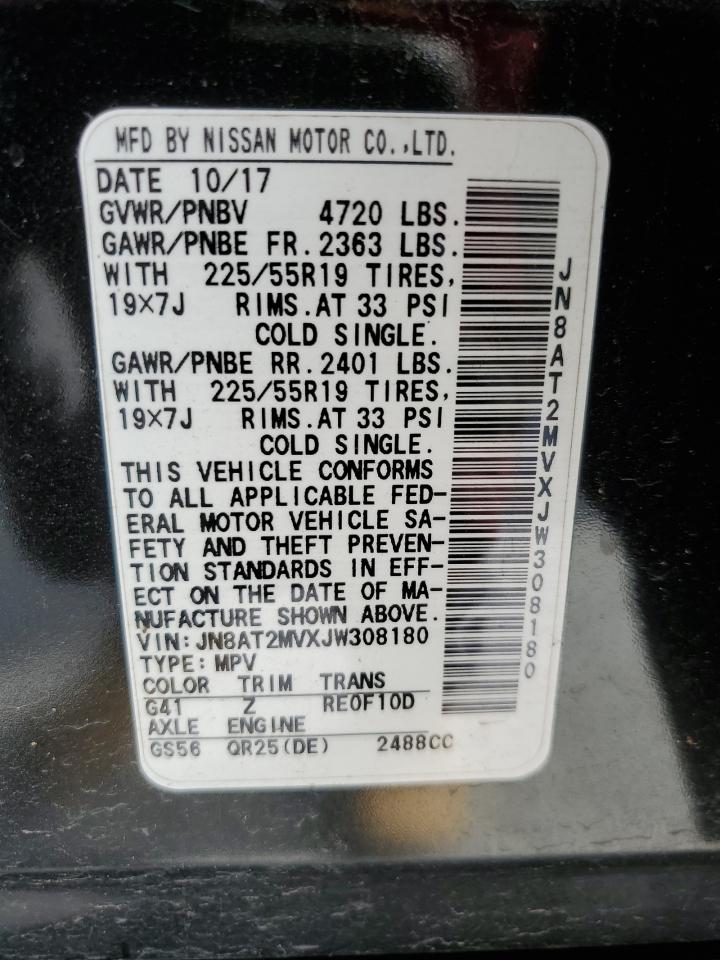 MFD BY NISSAN MOTOR CO.,LTD.
DATE 10/17
GVWR/PNBV 4720 LBS.
GAWR/PNBE FR. 2363 LBS.
WITH 225/55R19 TIRES,
19×7J RIMS.AT 33 PSI
COLD SINGLE.
GAWR/PNBE RR. 2401 LBS.
WITH 225/55R19 TIRES,
19×7J RIMS.AT 33 PSI
COLD SINGLE.
THIS VEHICLE CONFORMS
TO ALL APPLICABLE FED-
ERAL MOTOR VEHICLE SA-
FETY AND THEFT PREVEN-
TION STANDARDS IN EFF-
ECT ON THE DATE OF MA-
NUFACTURE SHOWN ABOVE.
VIN: JN8AT2MVXJW308180
TYPE: MPV
COLOR TRIM TRANS
G41 Z RE0F10D
AXLE ENGINE
GS56 QR25(DE) 2488CC
JN8AT2MVXJW308180